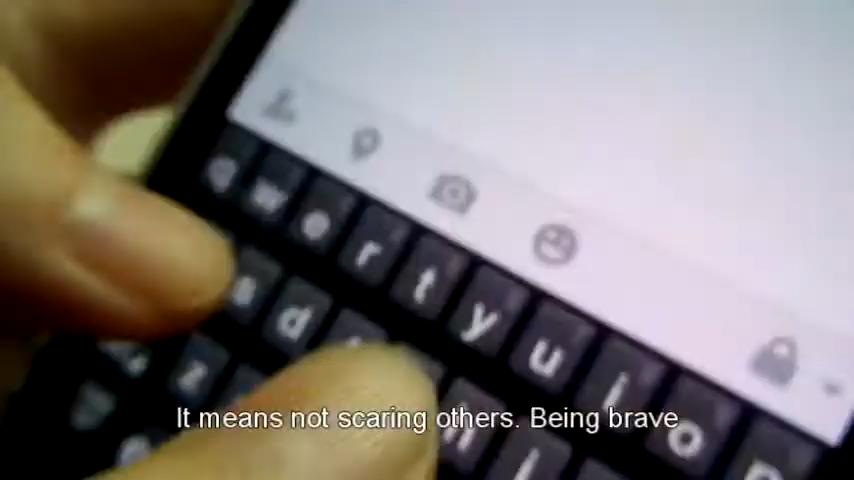 q w e r t y u i o p
s d
z
It means not scaring others. Being brave